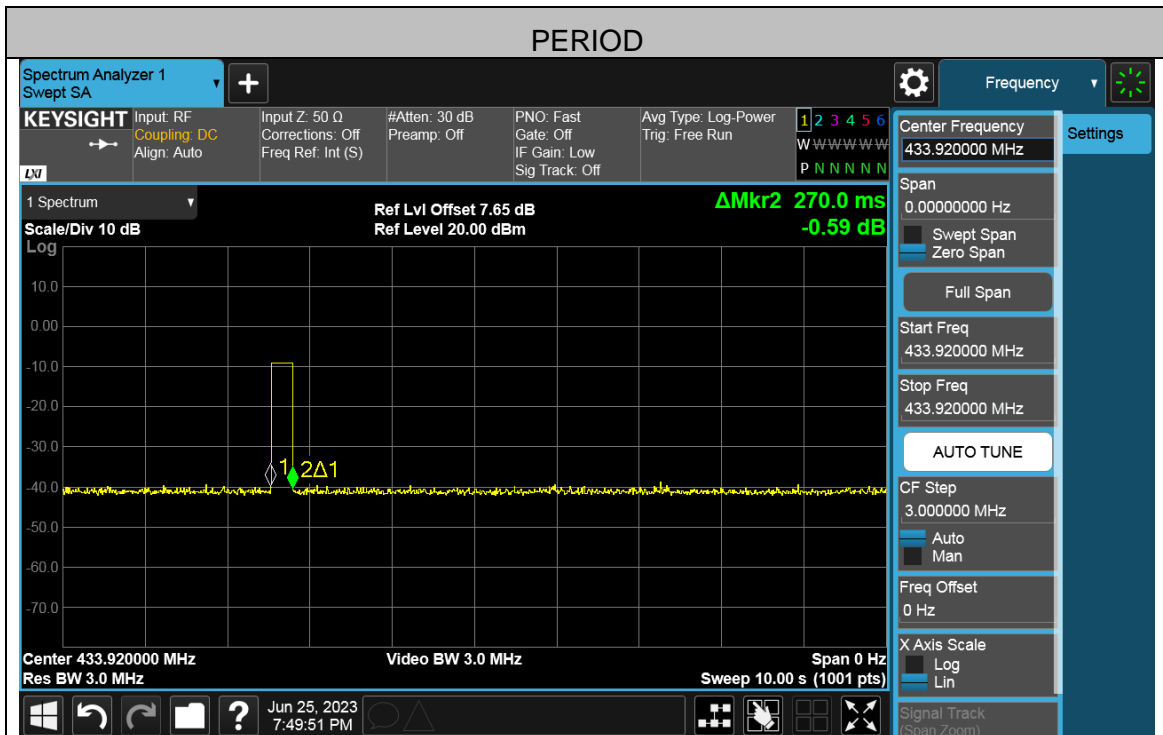 PERIOD
Spectrum Analyzer 1
Swept SA
+
Frequency
KEYSIGHT
LXI
Input: RF
Coupling: DC
Align: Auto
Input Z: 50 Ω
Corrections: Off
Freq Ref: Int (S)
#Atten: 30 dB
Preamp: Off
PNO: Fast
Gate: Off
IF Gain: Low
Sig Track: Off
Avg Type: Log-Power
Trig: Free Run
1 2 3 4 5 6
W W W W W W
P N N N N N
1 Spectrum
Scale/Div 10 dB
Log
Ref Lvl Offset 7.65 dB
Ref Level 20.00 dBm
ΔMkr2 270.0 ms
-0.59 dB
10.0
0.00
-10.0
-20.0
-30.0
-40.0
-50.0
-60.0
-70.0
1 2Δ1
Center 433.920000 MHz
Res BW 3.0 MHz
Video BW 3.0 MHz
Span 0 Hz
Sweep 10.00 s (1001 pts)
?
Jun 25, 2023
7:49:51 PM
Center Frequency
433.920000 MHz
Span
0.00000000 Hz
Swept Span
Zero Span
Full Span
Start Freq
433.920000 MHz
Stop Freq
433.920000 MHz
AUTO TUNE
CF Step
3.000000 MHz
Auto
Man
Freq Offset
0 Hz
X Axis Scale
Log
Lin
Signal Track
(Span Zoom)
Settings